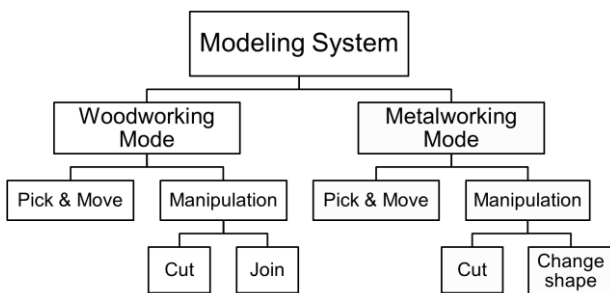 Modeling System
Woodworking
Mode
Metalworking
Mode
Pick & Move
Manipulation
Pick & Move
Manipulation
Cut
Join
Cut
Change
shape